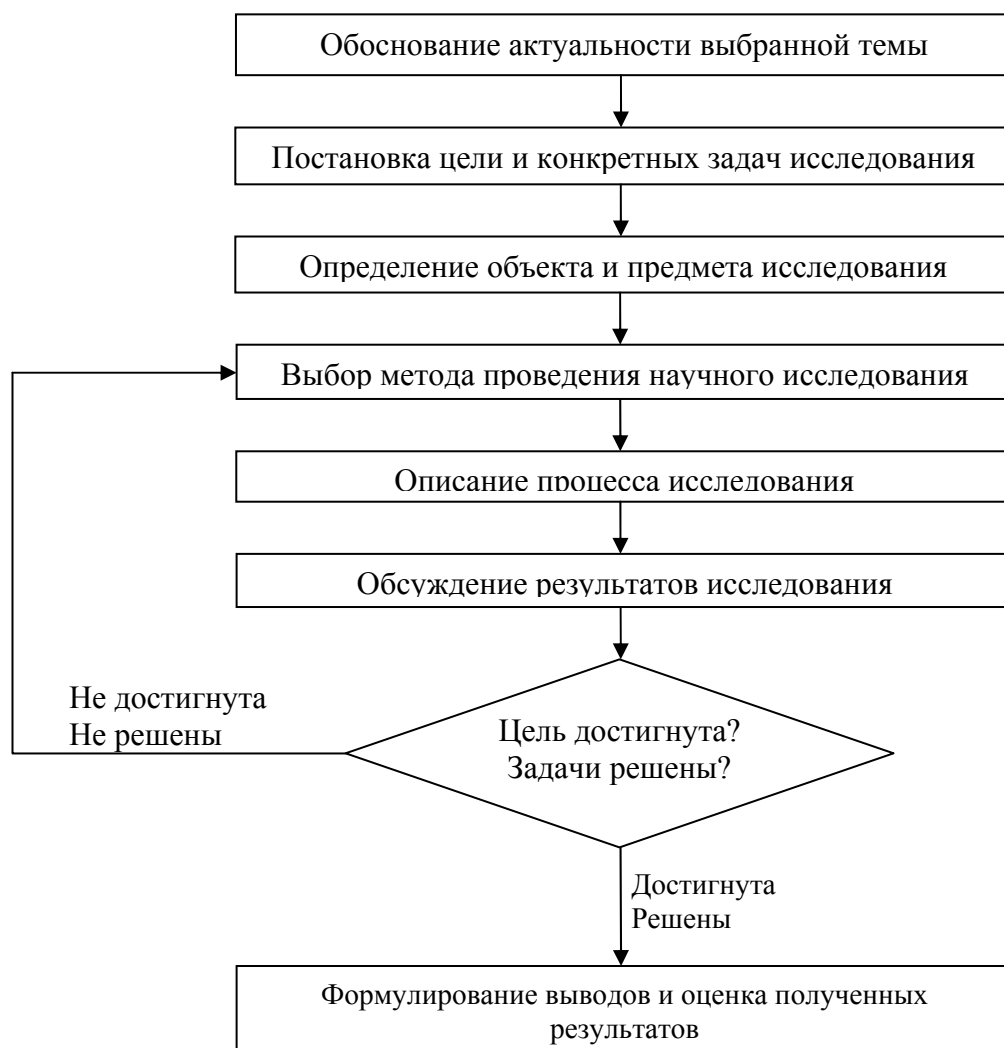 Обоснование актуальности выбранной темы
Постановка цели и конкретных задач исследования
Определение объекта и предмета исследования
Выбор метода проведения научного исследования
Описание процесса исследования
Обсуждение результатов исследования
Не достигнута
Не решены
Цель достигнута?
Задачи решены?
Достигнута
Решены
Формулирование выводов и оценка полученных
результатов